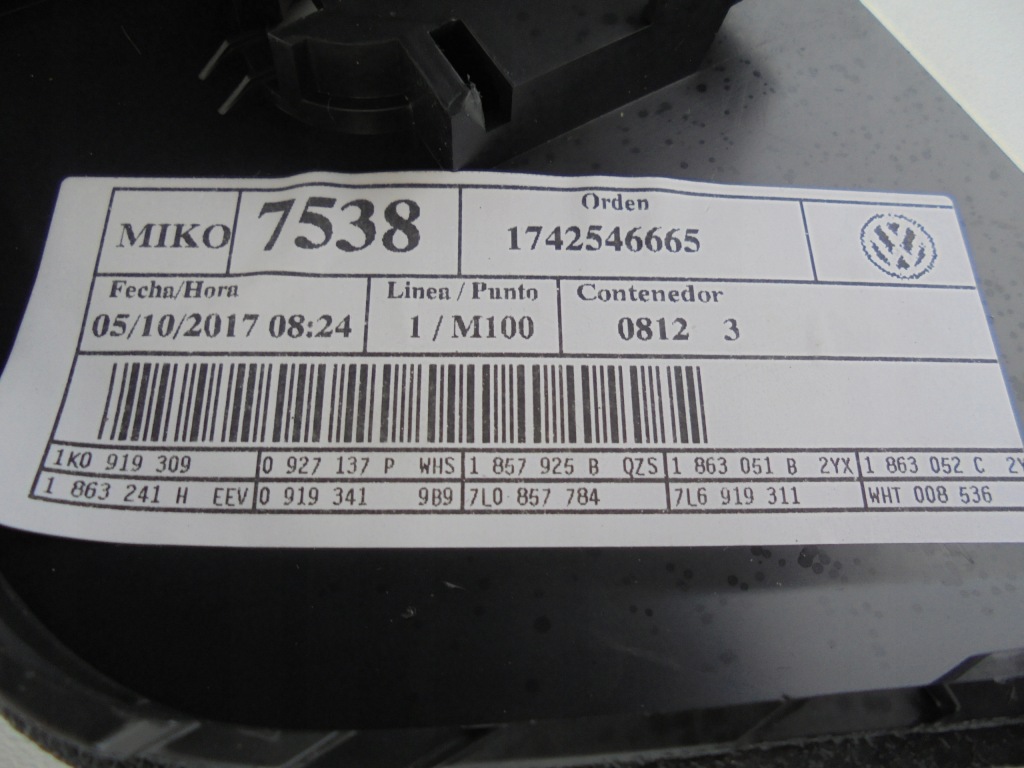 MIKO 7538 Orden
1742546665
Fecha/Hora Linea / Punto Contenedor
05/10/2017 08:24 1 / M100 0812 3
1K0 919 309 0 927 137 P WHS 1 857 925 B QZS 1 863 051 B 2YX 1 863 052 C
1 863 241 H EEV 0 919 341 9B9 7L0 857 784 7L6 919 311 WHT 008 536